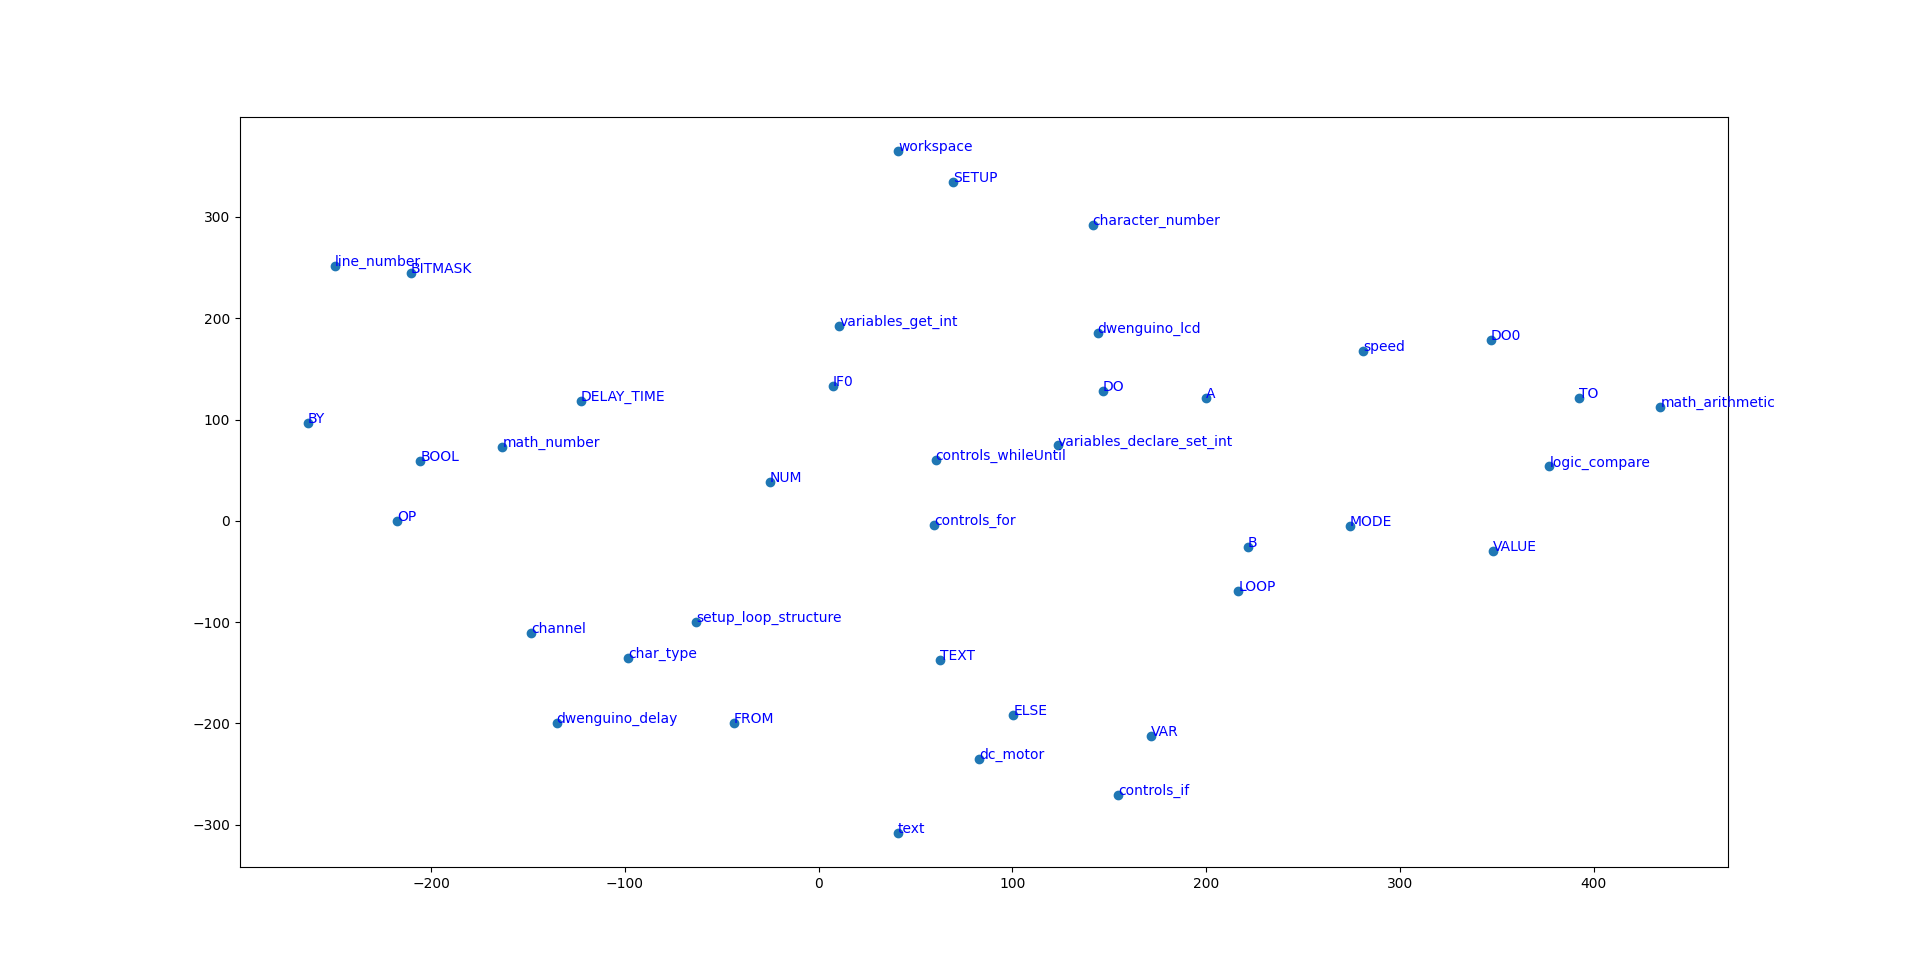 workspace
SETUP
300
character_number
line_number
BITMASK
200
variables_get_int
dwenguino_lcd
DO0
speed
IF0
DO
DELAY_TIME
A
TO
math_arithmetic
100
BY
math_number
variables_declare_set_int
BOOL
controls_whileUntil
logic_compare
NUM
0
OP
controls_for
MODE
B
VALUE
LOOP
−100
setup_loop_structure
channel
char_type
TEXT
ELSE
−200
dwenguino_delay
FROM
VAR
dc_motor
controls_if
−300
text
−200
−100
0
100
200
300
400